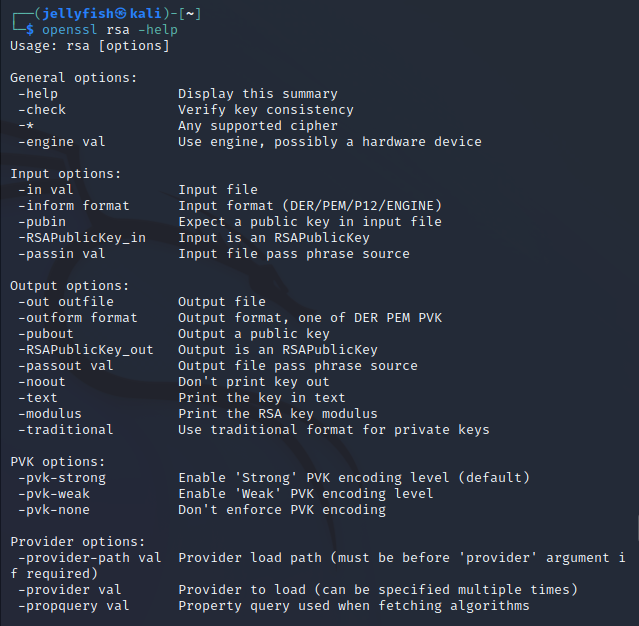 ┌──(jellyfish㉿kali)-[~]
└─$ openssl rsa -help
Usage: rsa [options]

General options:
 -help               Display this summary
 -check              Verify key consistency
 -*                  Any supported cipher
 -engine val         Use engine, possibly a hardware device

Input options:
 -in val             Input file
 -inform format      Input format (DER/PEM/P12/ENGINE)
 -pubin              Expect a public key in input file
 -RSAPublicKey_in    Input is an RSAPublicKey
 -passin val         Input file pass phrase source

Output options:
 -out outfile        Output file
 -outform format     Output format, one of DER PEM PVK
 -pubout             Output a public key
 -RSAPublicKey_out   Output is an RSAPublicKey
 -passout val        Output file pass phrase source
 -noout              Don't print key out
 -text               Print the key in text
 -modulus            Print the RSA key modulus
 -traditional        Use traditional format for private keys

PVK options:
 -pvk-strong         Enable 'Strong' PVK encoding level (default)
 -pvk-weak           Enable 'Weak' PVK encoding level
 -pvk-none           Don't enforce PVK encoding

Provider options:
 -provider-path val  Provider load path (must be before 'provider' argument i
f required)
 -provider val       Provider to load (can be specified multiple times)
 -propquery val      Property query used when fetching algorithms